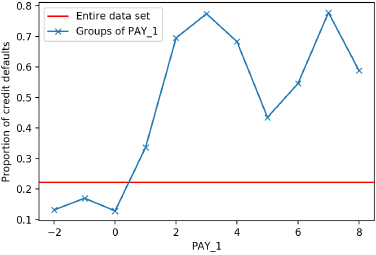 0.8
0.7
0.6
0.5
0.4
0.3
0.2
0.1
Proportion of credit defaults
Entire data set
Groups of PAY_1
−2 0 2 4 6 8
PAY_1